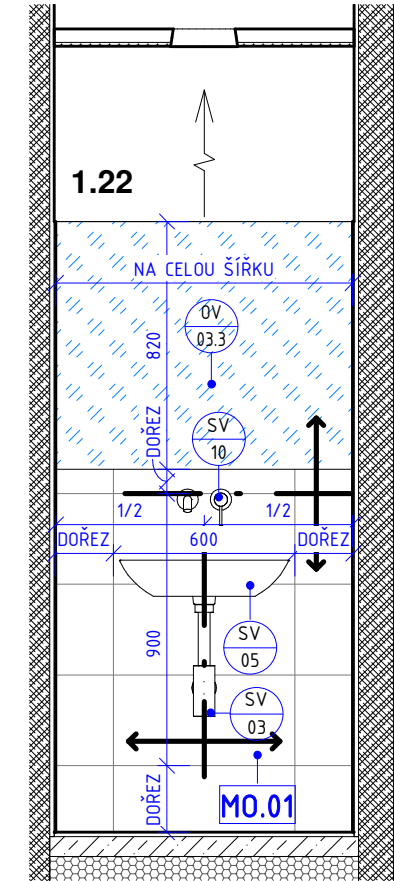 1.22
NA CELOU ŠÍŘKU
820
OV
03.3
SV
10
DOŘEZ
1/2
1/2
DOŘEZ
600
DOŘEZ
900
SV
05
SV
03
DOŘEZ
MO.01